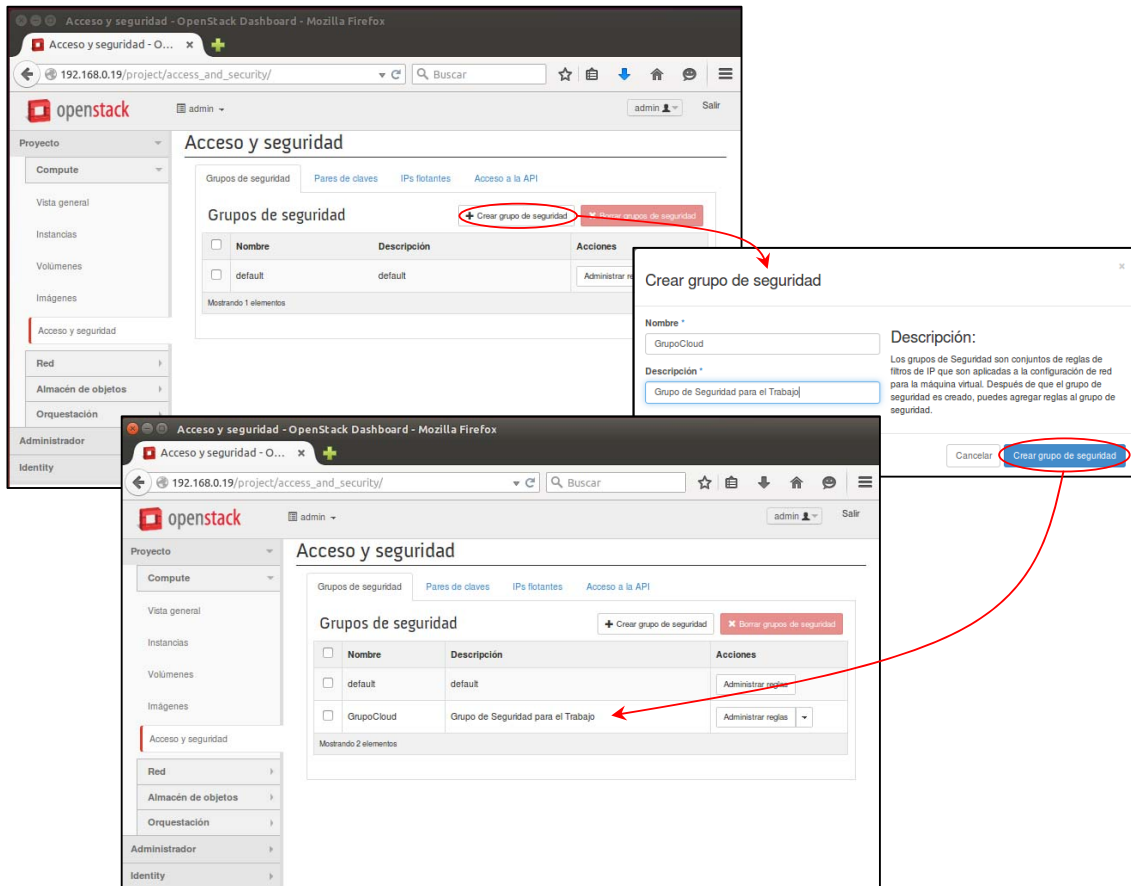 Acceso y seguridad - OpenStack Dashboard - Mozilla Firefox
Acceso y seguridad - O...
192.168.0.19/project/access_and_security/
Buscar
openstack
admin
admin
Salir
Proyecto
Compute
Vista general
Instancias
Volúmenes
Imágenes
Acceso y seguridad
Red
Almacén de objetos
Orquestación
Administrador
Identity
Acceso y seguridad
Grupos de seguridad Pares de claves IPs flotantes Acceso a la API
Grupos de seguridad
Crear grupo de seguridad
Borrar grupos de seguridad
Nombre Descripción Acciones
default default Administrar re
Mostrando 1 elementos
Crear grupo de seguridad
Nombre *
GrupoCloud
Descripción *
Grupo de Seguridad para el Trabajo
Descripción:
Los grupos de Seguridad son conjuntos de reglas de
filtros de IP que son aplicadas a la configuración de red
para la máquina virtual. Después de que el grupo de
seguridad es creado, puedes agregar reglas al grupo de
seguridad.
Cancelar
Crear grupo de seguridad
Acceso y seguridad - OpenStack Dashboard - Mozilla Firefox
Acceso y seguridad - O...
192.168.0.19/project/access_and_security/
Buscar
openstack
admin
admin
Salir
Proyecto
Compute
Vista general
Instancias
Volúmenes
Imágenes
Acceso y seguridad
Red
Almacén de objetos
Orquestación
Administrador
Identity
Acceso y seguridad
Grupos de seguridad Pares de claves IPs flotantes Acceso a la API
Grupos de seguridad
Crear grupo de seguridad
Borrar grupos de seguridad
Nombre Descripción Acciones
default default Administrar reglas
GrupoCloud Grupo de Seguridad para el Trabajo Administrar reglas
Mostrando 2 elementos